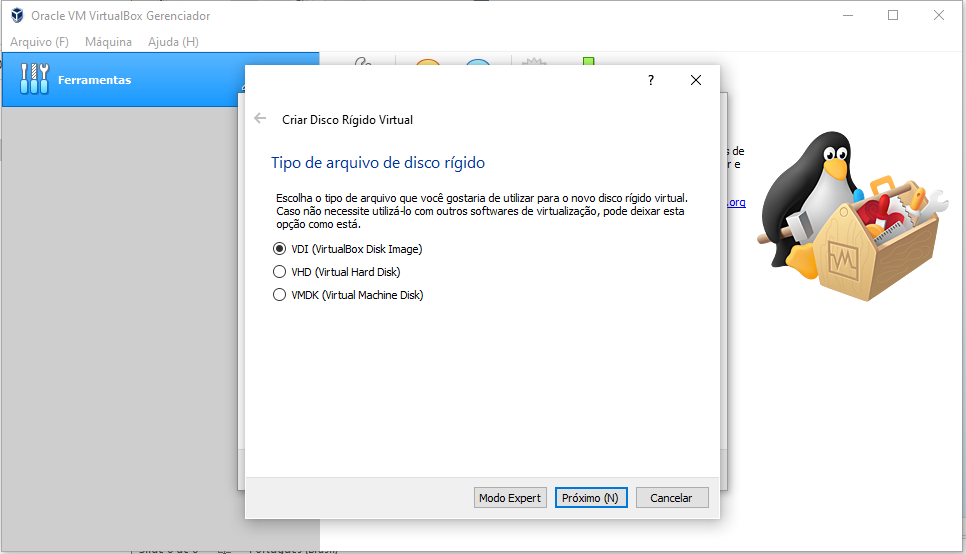 Oracle VM VirtualBox Gerenciador
Arquivo (F) Máquina Ajuda (H)
Ferramentas
?
Criar Disco Rígido Virtual
Tipo de arquivo de disco rígido
Escolha o tipo de arquivo que você gostaria de utilizar para o novo disco rígido virtual.
Caso não necessite utilizá-lo com outros softwares de virtualização, pode deixar esta
opção como está.
VDI (VirtualBox Disk Image)
VHD (Virtual Hard Disk)
VMDK (Virtual Machine Disk)
de
r e
.org
Modo Expert Próximo (N) Cancelar